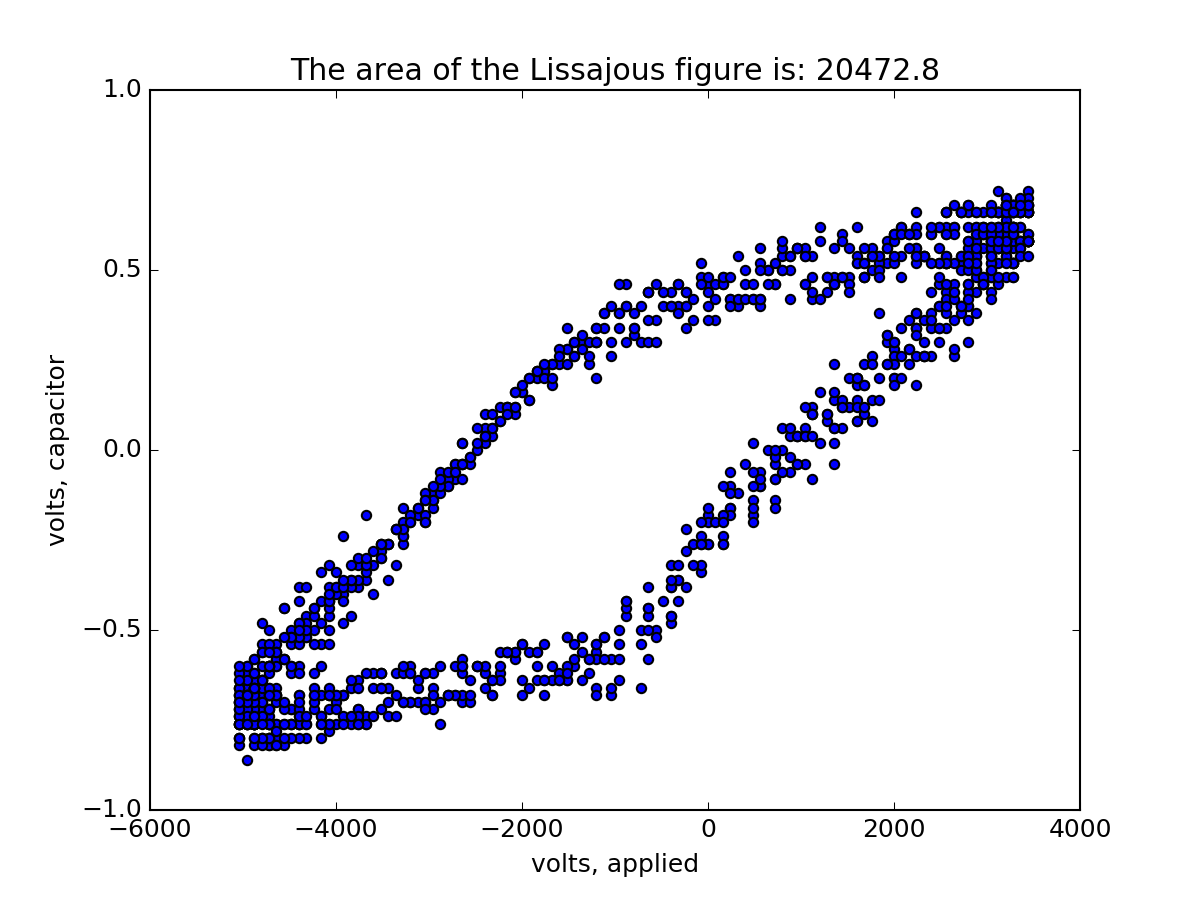 The area of the Lissajous figure is: 20472.8
1.0
0.5
0.0
−0.5
−1.0
volts, capacitor
−6000 −4000 −2000 0 2000 4000
volts, applied